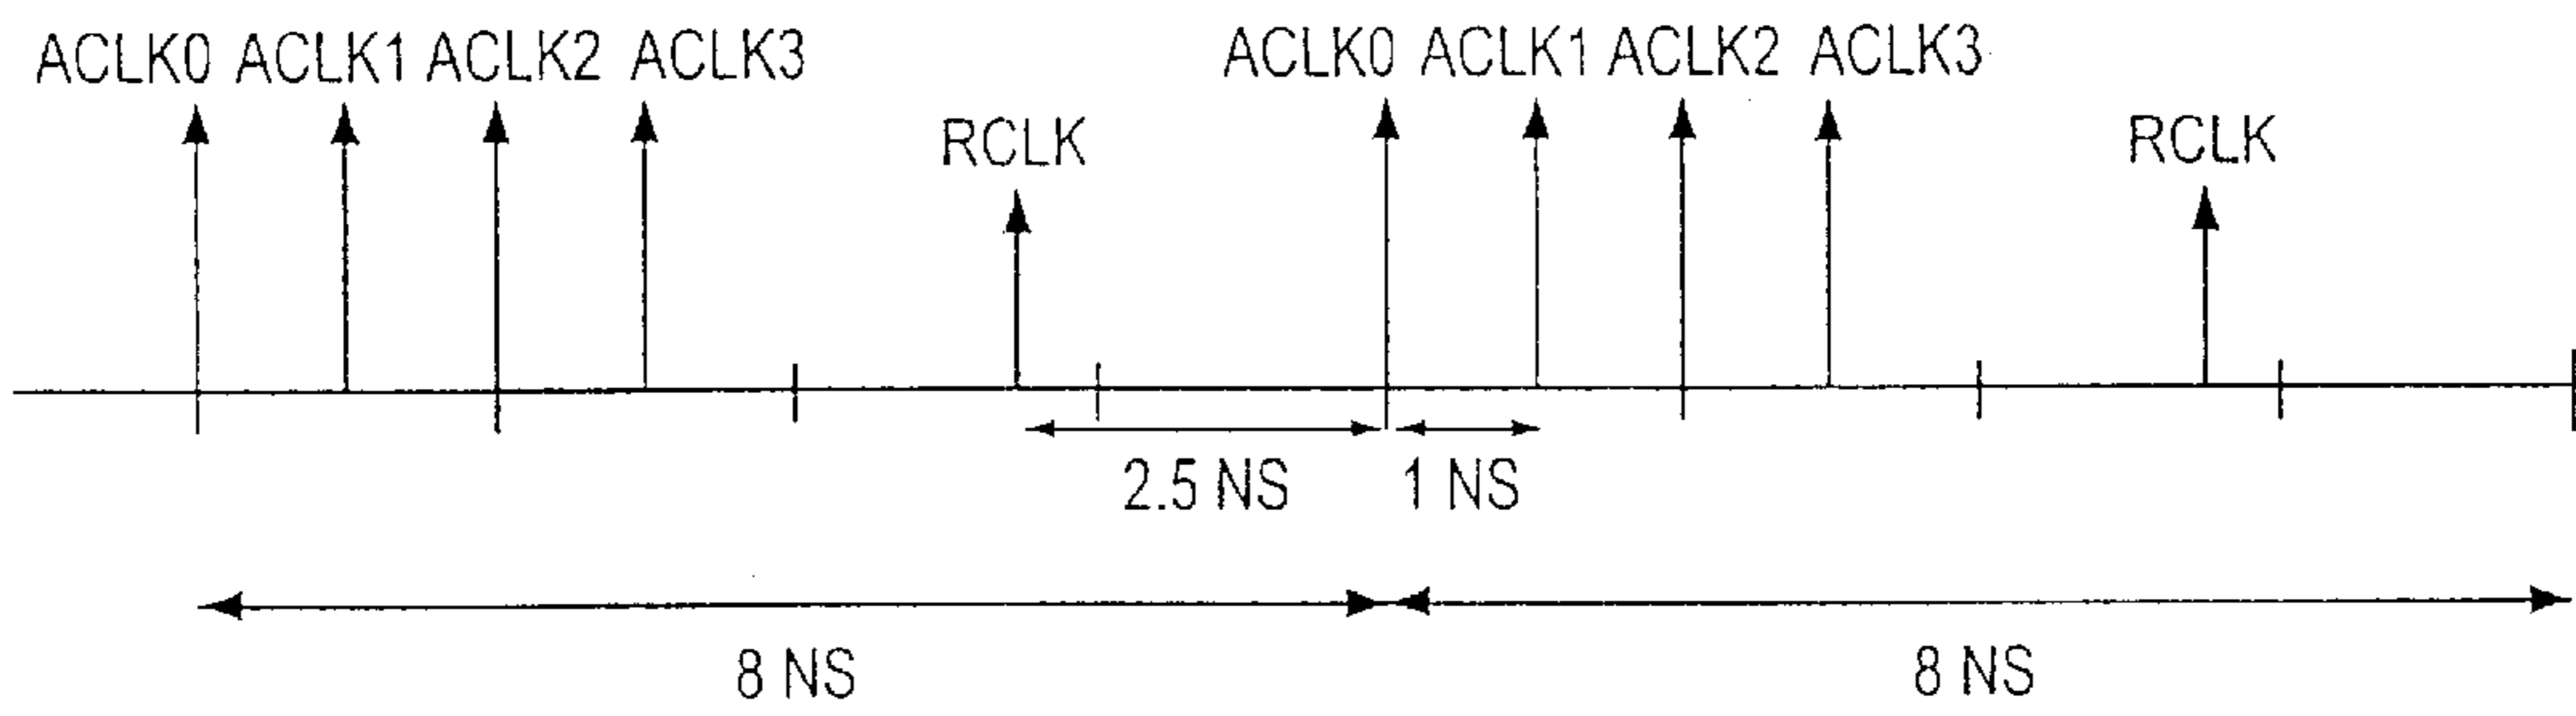 ACLK0 ACLK1 ACLK2 ACLK3 ACLK0 ACLK1 ACLK2 ACLK3
RCLK RCLK
2.5 NS 1 NS
8 NS 8 NS